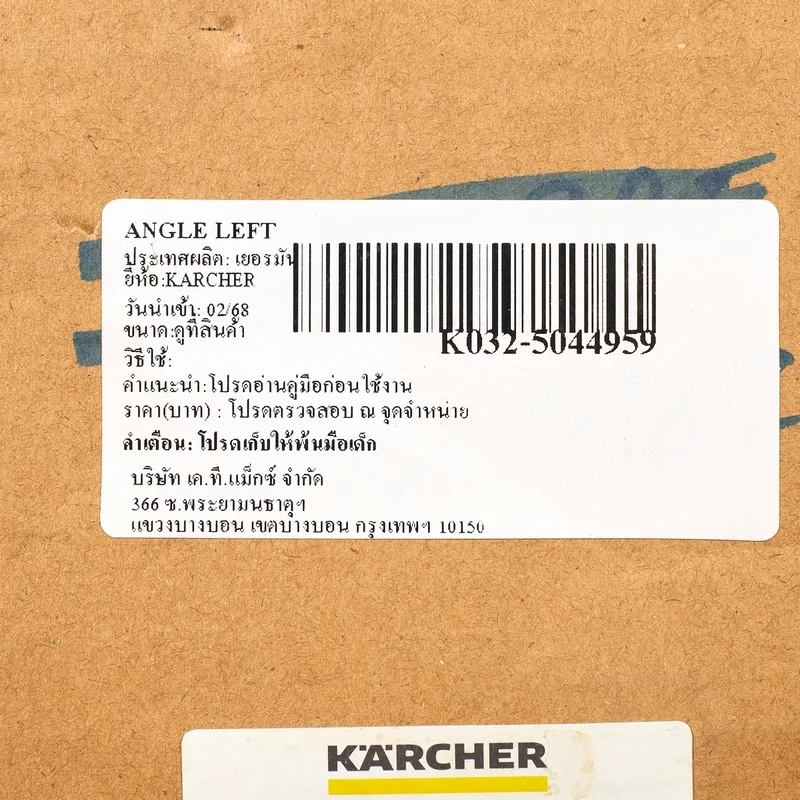 ANGLE LEFT
ประเทศผลิต: เยอรมัน
ยี่ห้อ:KARCHER
วันนำเข้า: 02/68
ขนาด:ดูที่สินค้า
K032-5044959
วิธีใช้:
คำแนะนำ:โปรดอ่านคู่มือก่อนใช้งาน
ราคา(บาท) : โปรดตรวจสอบ ณ จุดจำหน่าย
คำเตือน: โปรดเก็บให้พ้นมือเด็ก
บริษัท เค.ที.แม็กซ์ จำกัด
366 ซ.พระยามนธาตุฯ
แขวงบางบอน เขตบางบอน กรุงเทพฯ 10150
KÄRCHER